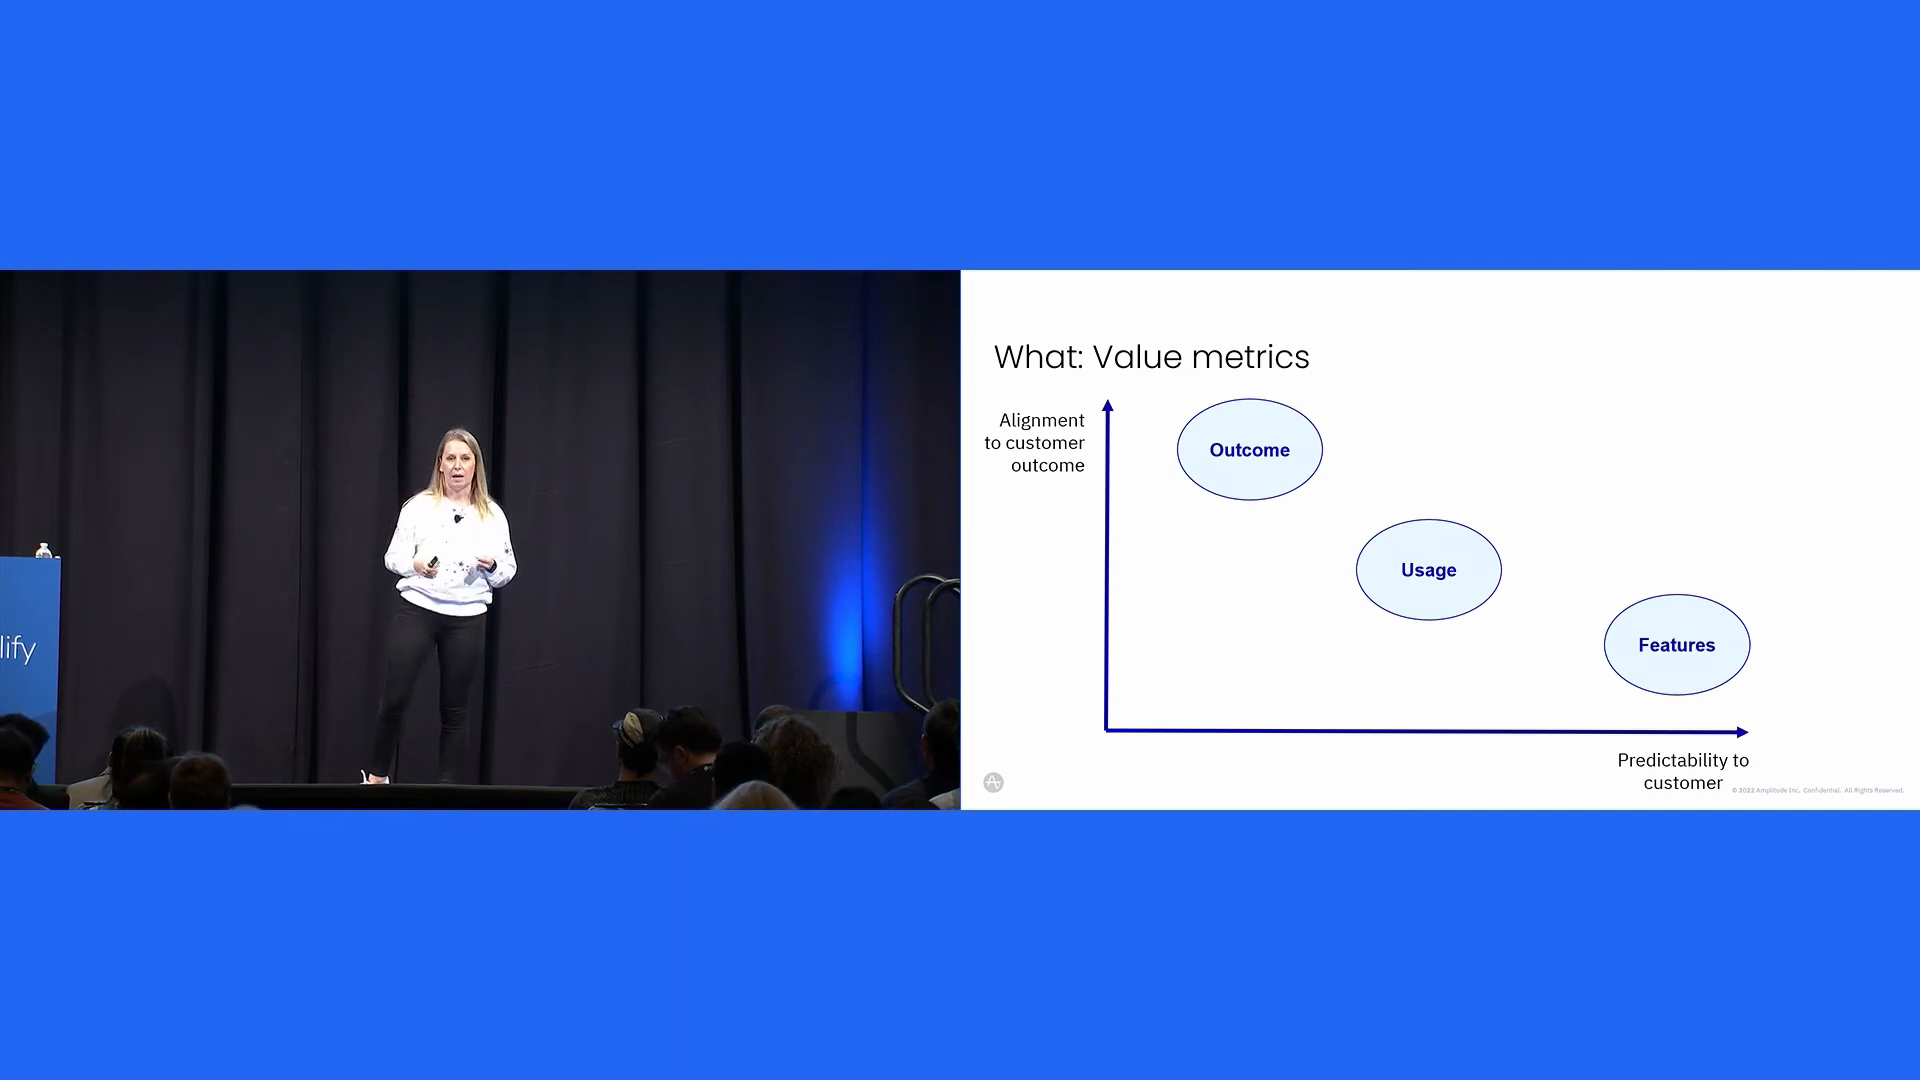 lify
What: Value metrics
Alignment
to customer
outcome
Outcome
Usage
Features
Predictability to
customer
© 2022 Amplitude Inc. Confidential. All Rights Reserved.